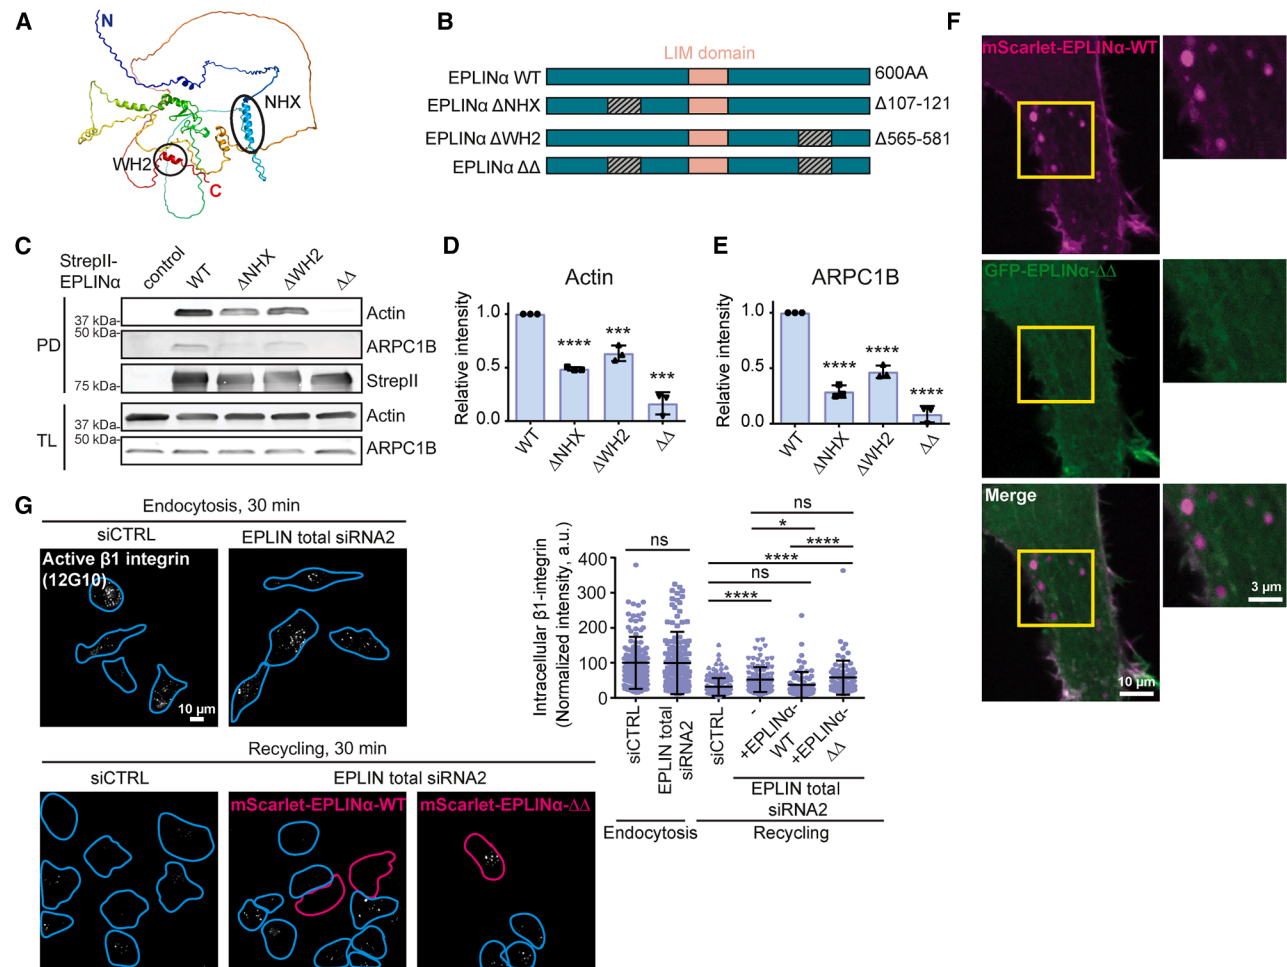 A
N
NHX
WH2
C
B
LIM domain
EPLINα WT
600AA
EPLINα ΔNHX
Δ107-121
EPLINα ΔWH2
Δ565-581
EPLINα ΔΔ
C
StrepII-
EPLINα
control
WT
ΔNHX
ΔWH2
ΔΔ
PD
37 kDa-
Actin
50 kDa-
ARPC1B
75 kDa-
StrepII
TL
37 kDa-
Actin
50 kDa-
ARPC1B
D
Actin
Relative intensity
1.0
0.5
0.0
****
***
***
WT
ΔNHX
ΔWH2
ΔΔ
E
ARPC1B
Relative intensity
1.0
0.5
0.0
****
****
****
WT
ΔNHX
ΔWH2
ΔΔ
F
mScarlet-EPLINα-WT
GFP-EPLINα-ΔΔ
Merge
3 µm
10 µm
G
Endocytosis, 30 min
siCTRL
EPLIN total siRNA2
Active β1 integrin
(12G10)
10 µm
Recycling, 30 min
siCTRL
EPLIN total siRNA2
mScarlet-EPLINα-WT
mScarlet-EPLINα-ΔΔ
Intracellular β1-integrin
(Normalized intensity, a.u.)
400
300
200
100
0
ns
ns
*
****
****
ns
****
siCTRL
EPLIN total
siRNA2
siCTRL
-
+EPLINα-
WT
+EPLINα-
ΔΔ
EPLIN total
siRNA2
Endocytosis
Recycling